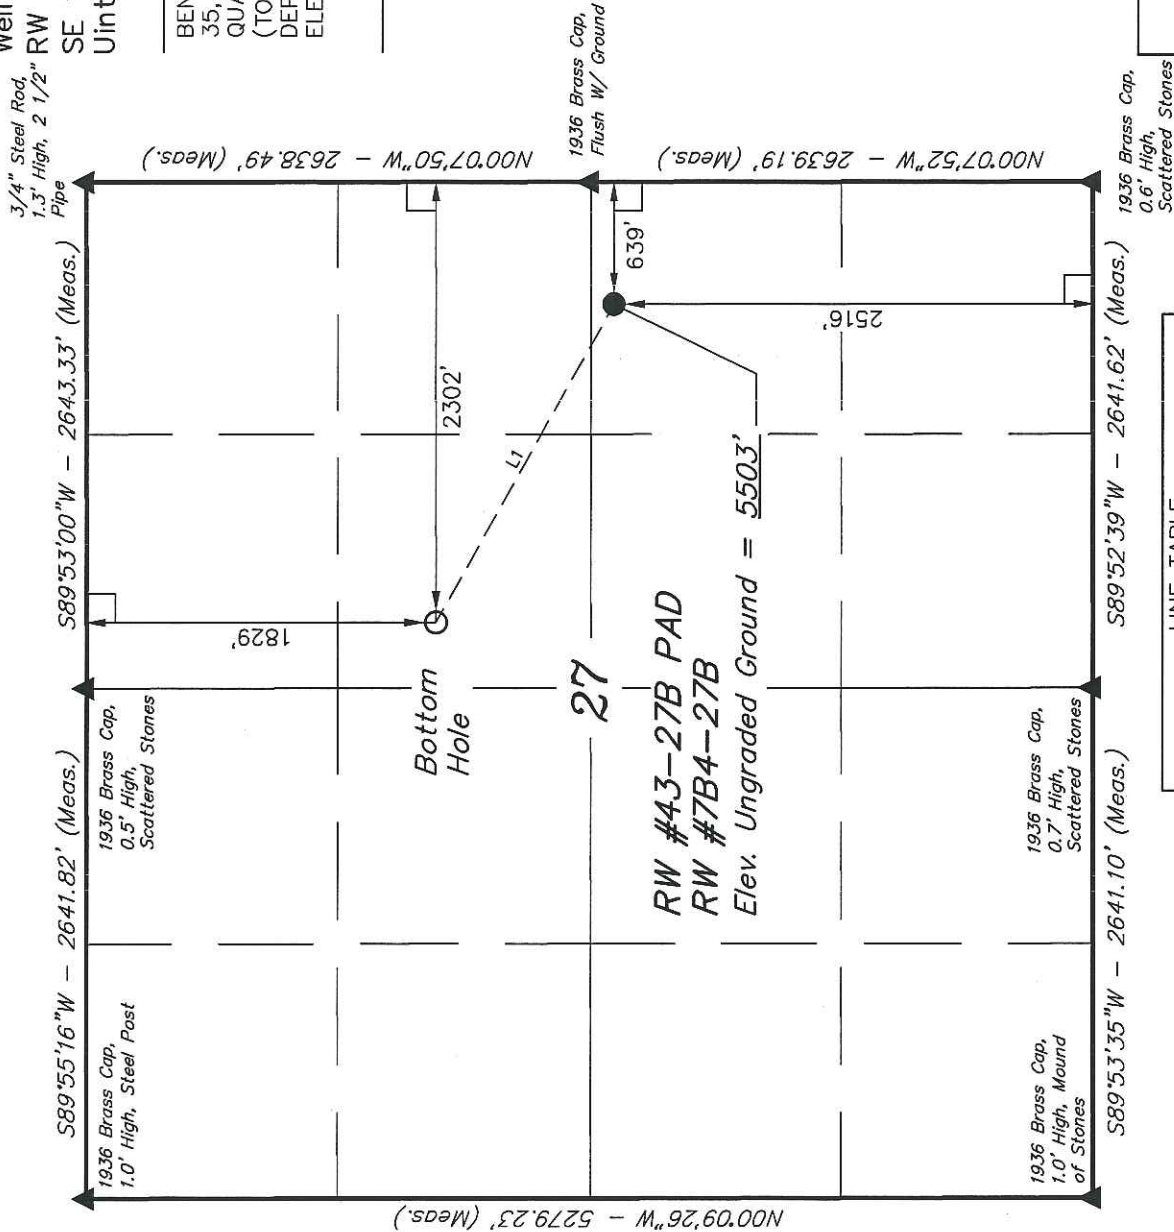 Well
RW
SE
Uint
BEN
35,
QUA
(TO
DEF
ELE
S89°55'16"W – 2641.82' (Meas.)
S89°53'00"W – 2643.33' (Meas.)
3/4" Steel Rod,
1.3' High, 2 1/2"
Pipe
1936 Brass Cap,
1.0' High, Steel Post
1936 Brass Cap,
0.5' High,
Scattered Stones
1829'
Bottom
Hole
2302'
L1
N00°07'50"W – 2638.49' (Meas.)
1936 Brass Cap,
Flush W/ Ground
27
639'
RW #43–27B PAD
RW #7B4–27B
Elev. Ungraded Ground = 5503'
2516'
N00°07'52"W – 2639.19' (Meas.)
N00°09'26"W – 5279.23' (Meas.)
1936 Brass Cap,
1.0' High, Mound
of Stones
1936 Brass Cap,
0.7' High,
Scattered Stones
1936 Brass Cap,
0.6' High,
Scattered Stones
S89°53'35"W – 2641.10' (Meas.)
S89°52'39"W – 2641.62' (Meas.)
LINE TABLE